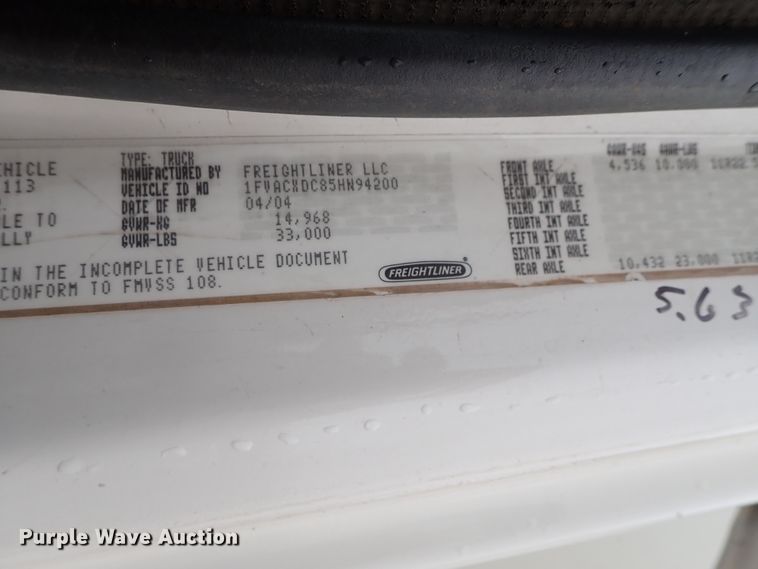 TYPE: TRUCK
MANUFACTURED BY FREIGHTLINER LLC
VEHICLE ID NO 1FVACXDC85HN94200
DATE OF MFR 04/04
GVWR-KG 14,968
GVWR-LBS 33,000
EHICLE
113
LE TO
LLY
IN THE INCOMPLETE VEHICLE DOCUMENT
CONFORM TO FMVSS 108.
FREIGHTLINER
FRONT AXLE 4,536 10,000
FIRST INT AXLE
SECOND INT AXLE
THIRD INT AXLE
FOURTH INT AXLE
FIFTH INT AXLE
SIXTH INT AXLE
REAR AXLE 10,432 23,000
5.63
Purple Wave Auction